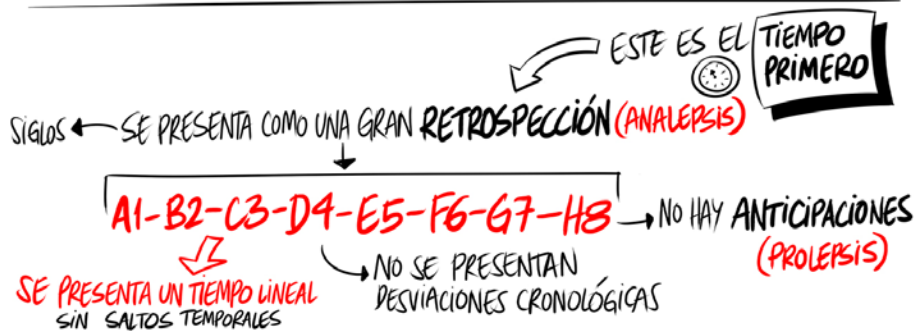 ESTE ES EL TIEMPO PRIMERO
SIGLOS ← SE PRESENTA COMO UNA GRAN RETROSPECCIÓN (ANALEPSIS)
A1-B2-C3-D4-E5-F6-G7-H8 → NO HAY ANTICIPACIONES
(PROLEPSIS)
SE PRESENTA UN TIEMPO LINEAL
SIN SALTOS TEMPORALES
NO SE PRESENTAN
DESVIACIONES CRONOLÓGICAS